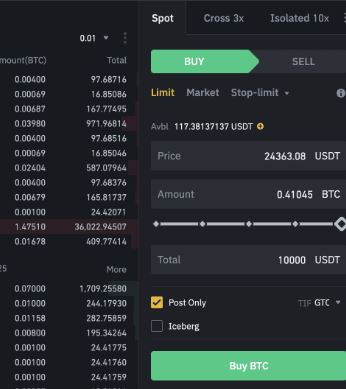 Spot Cross 3x Isolated 10x
0.01
BUY SELL
Limit Market Stop-limit
mount(BTC) Total
0.00400 97.68716
0.00069 16.85086
0.00687 167.77495
0.03980 971.96814
0.00400 97.68516
0.00069 16.85046
0.02404 587.07964
0.00400 97.68376
0.00679 165.81737
0.00100 24.42071
1.47510 36,022.94507
0.01678 409.77414
25 More
0.07000 1,709.25580
0.01000 244.17930
0.01158 282.75859
0.00800 195.34264
0.00100 24.41775
0.00100 24.41760
0.00100 24.41759
Avbl 117.38137137 USDT
Price 24363.08 USDT
Amount 0.41045 BTC
Total 10000 USDT
Post Only TIF GTC
Iceberg
Buy BTC